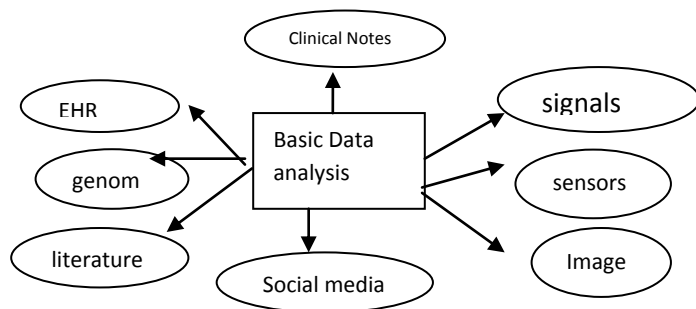 Clinical Notes
EHR
signals
Basic Data
analysis
genom
sensors
literature
Image
Social media